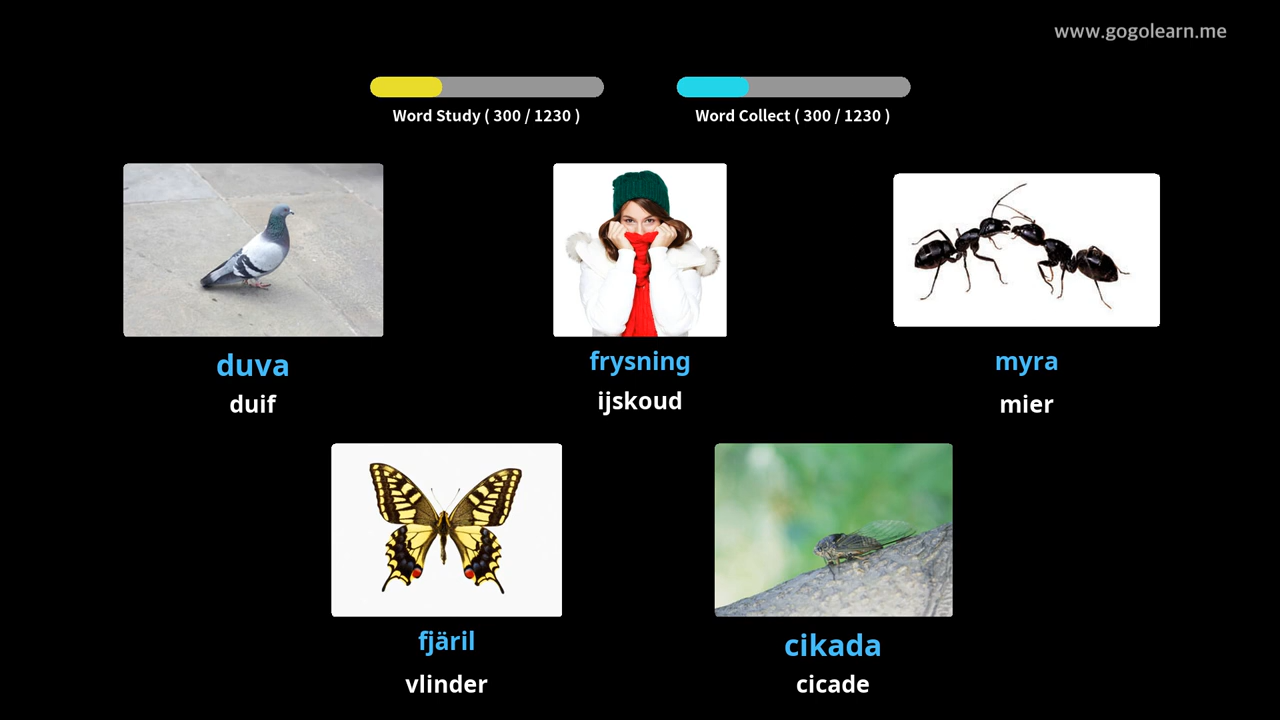 www.gogolearn.me
Word Study ( 300 / 1230 )
Word Collect ( 300 / 1230 )
duva
duif
frysning
ijskoud
myra
mier
fjäril
vlinder
cikada
cicade